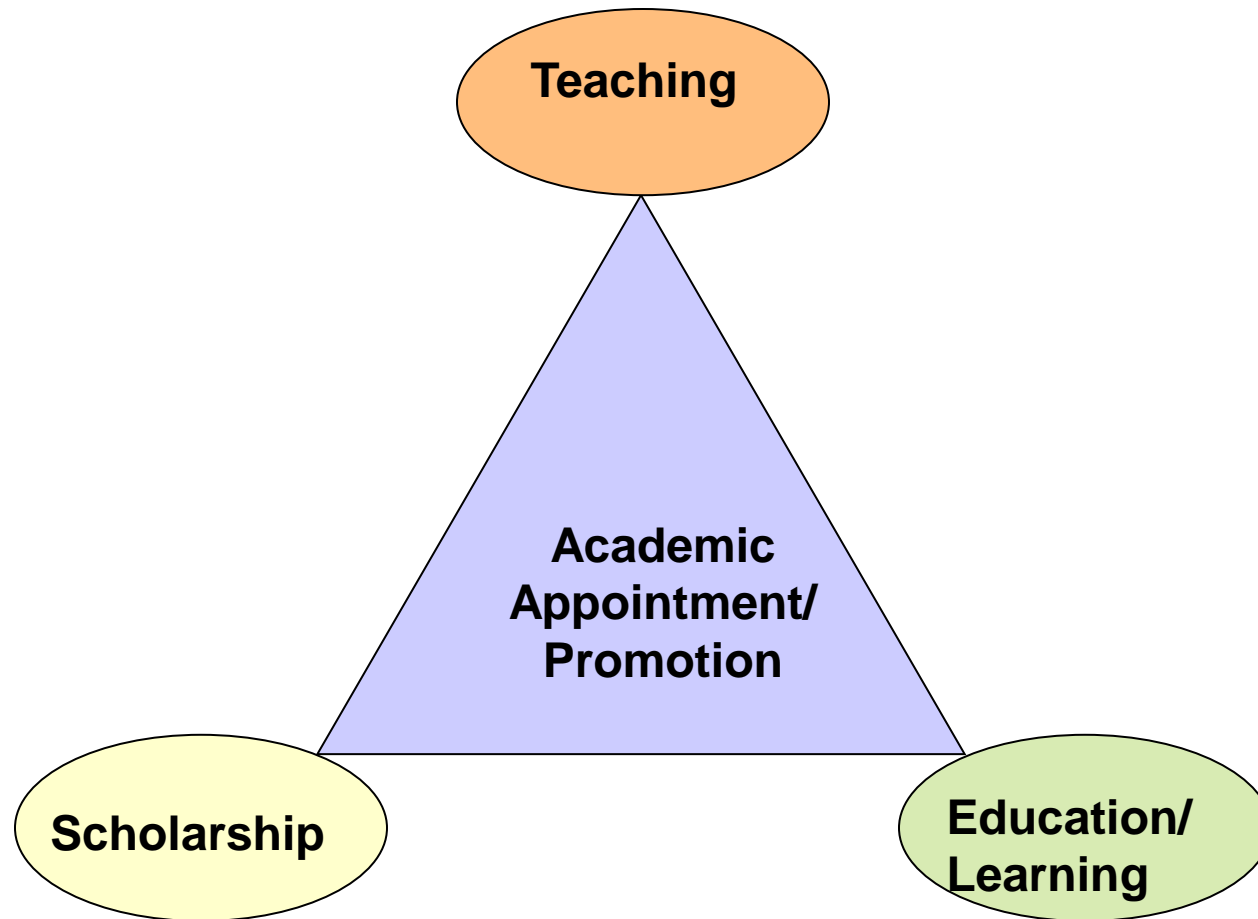 Teaching
Academic
Appointment/
Promotion
Scholarship
Education/
Learning